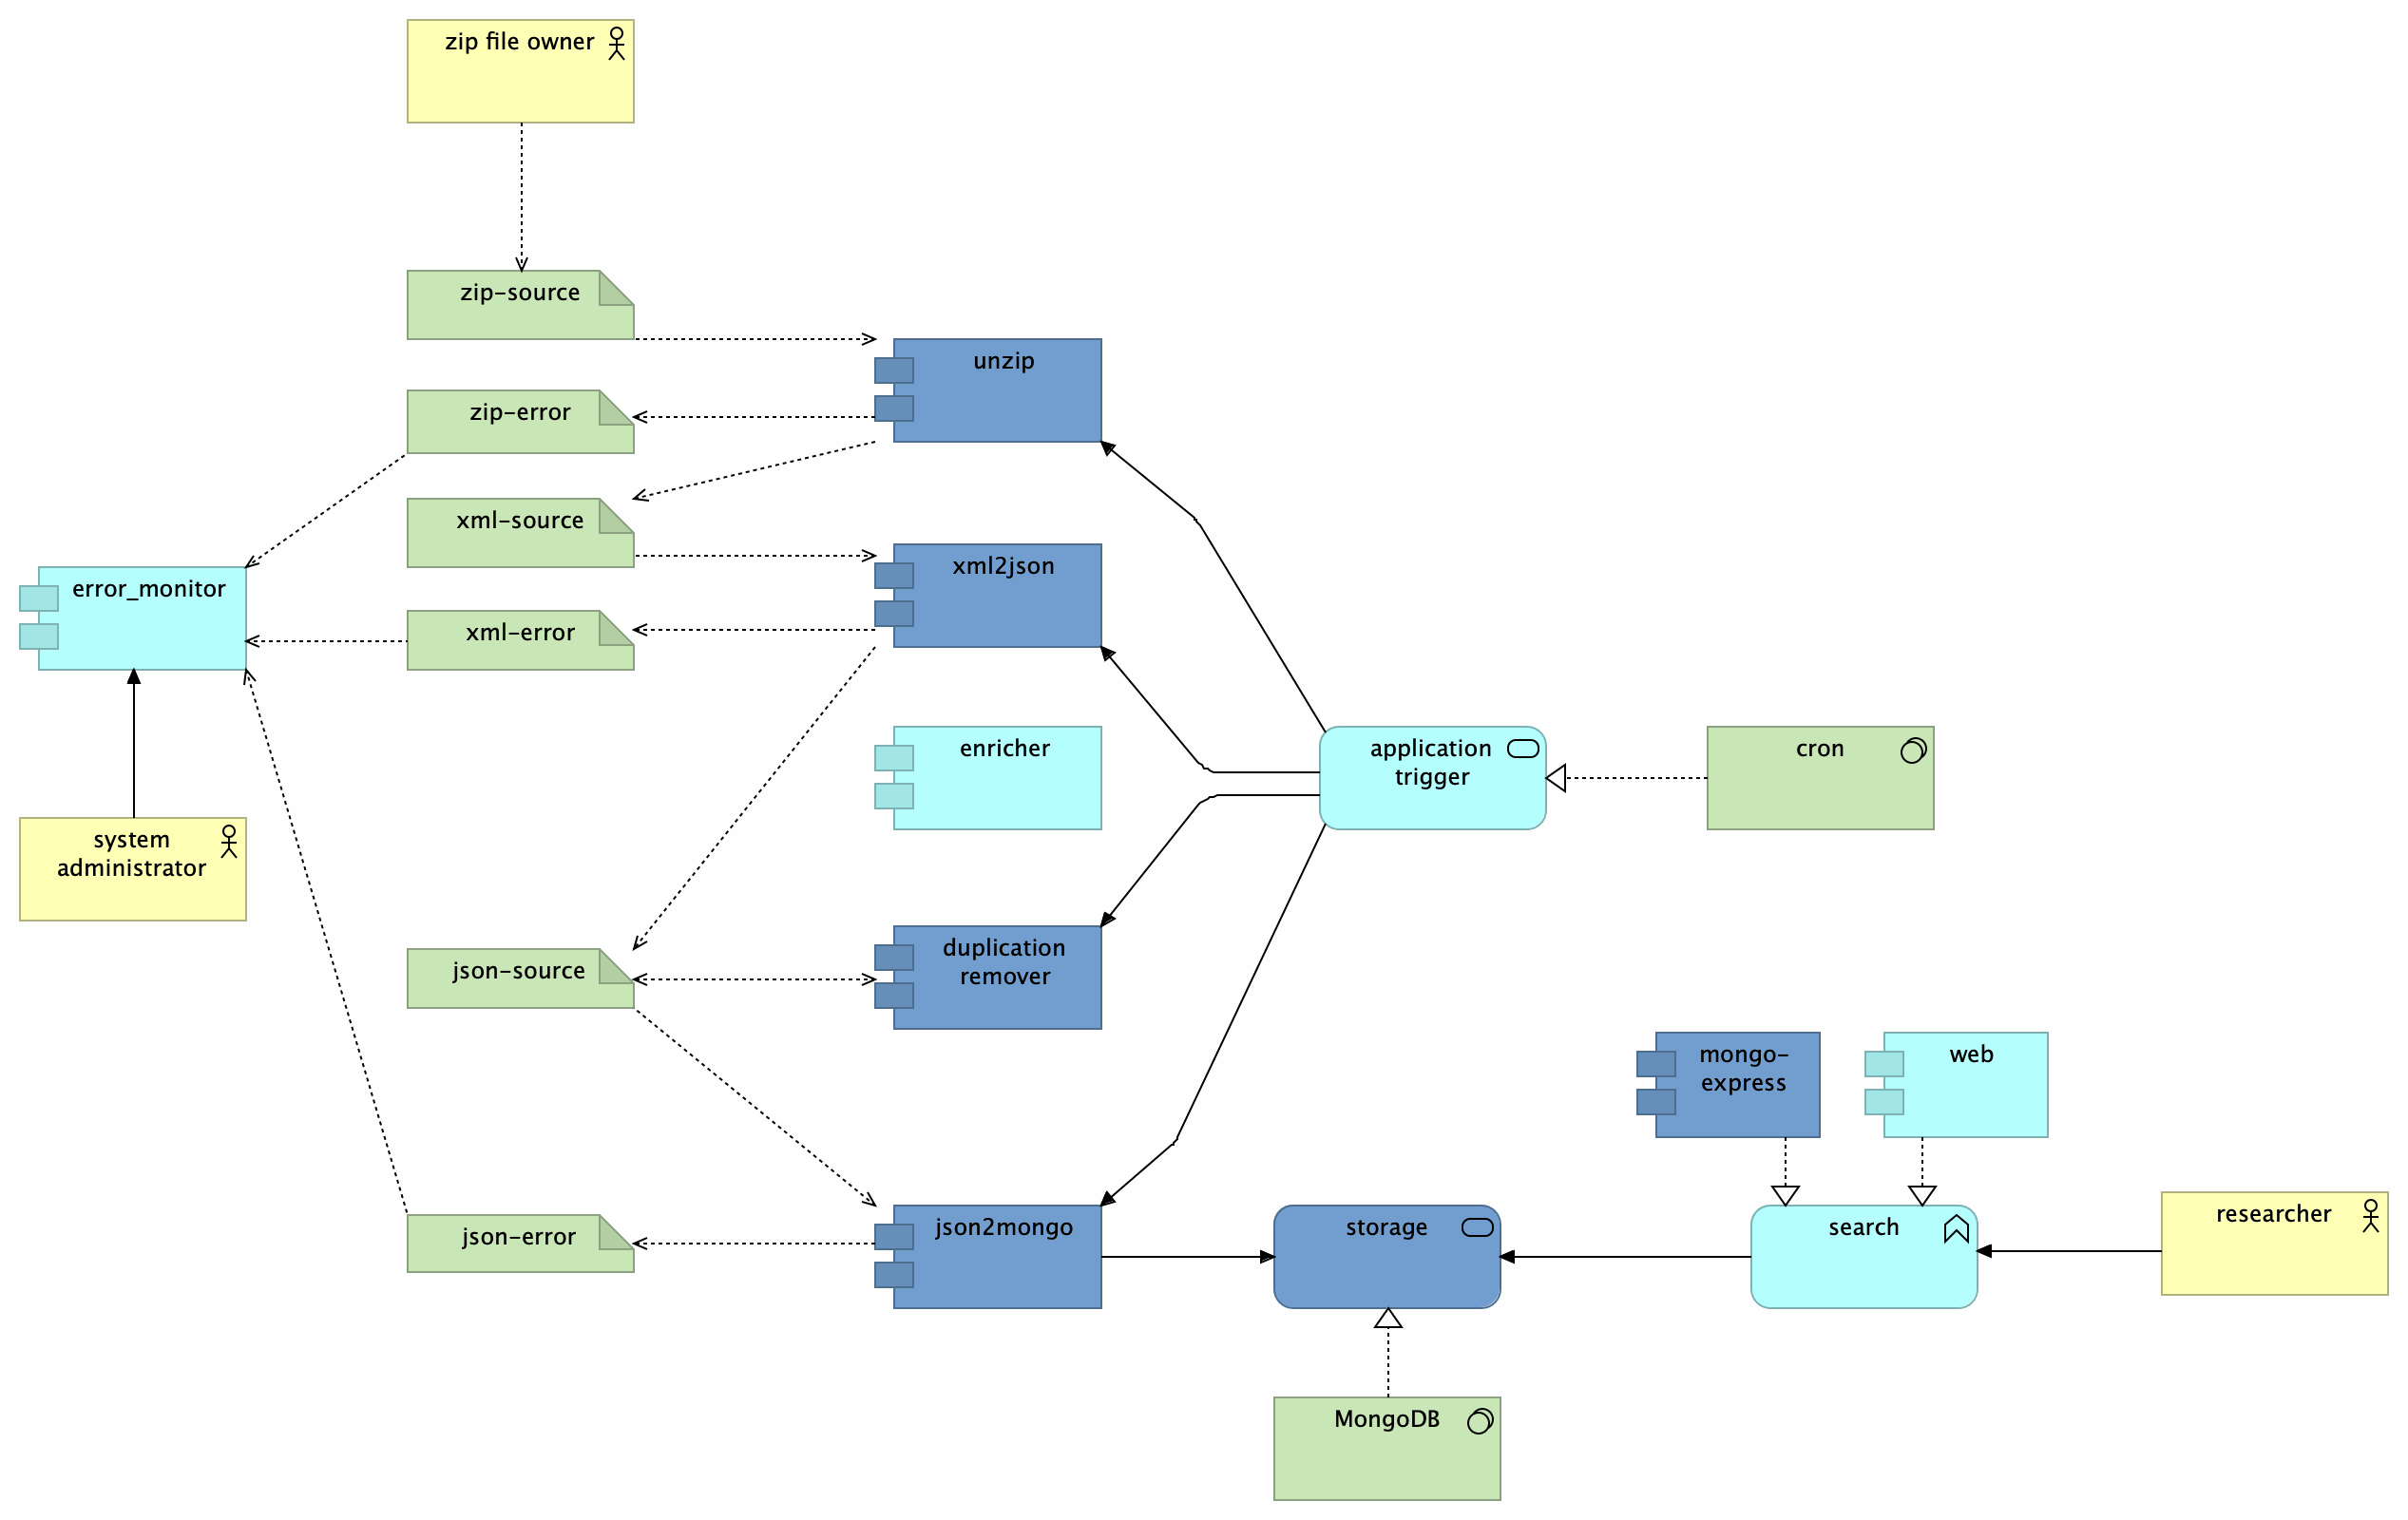 zip file owner
zip-source
unzip
zip-error
xml-source
xml2json
error_monitor
xml-error
enricher
application
trigger
cron
system
administrator
duplication
remover
json-source
mongo-
express
web
json-error
json2mongo
storage
search
researcher
MongoDB